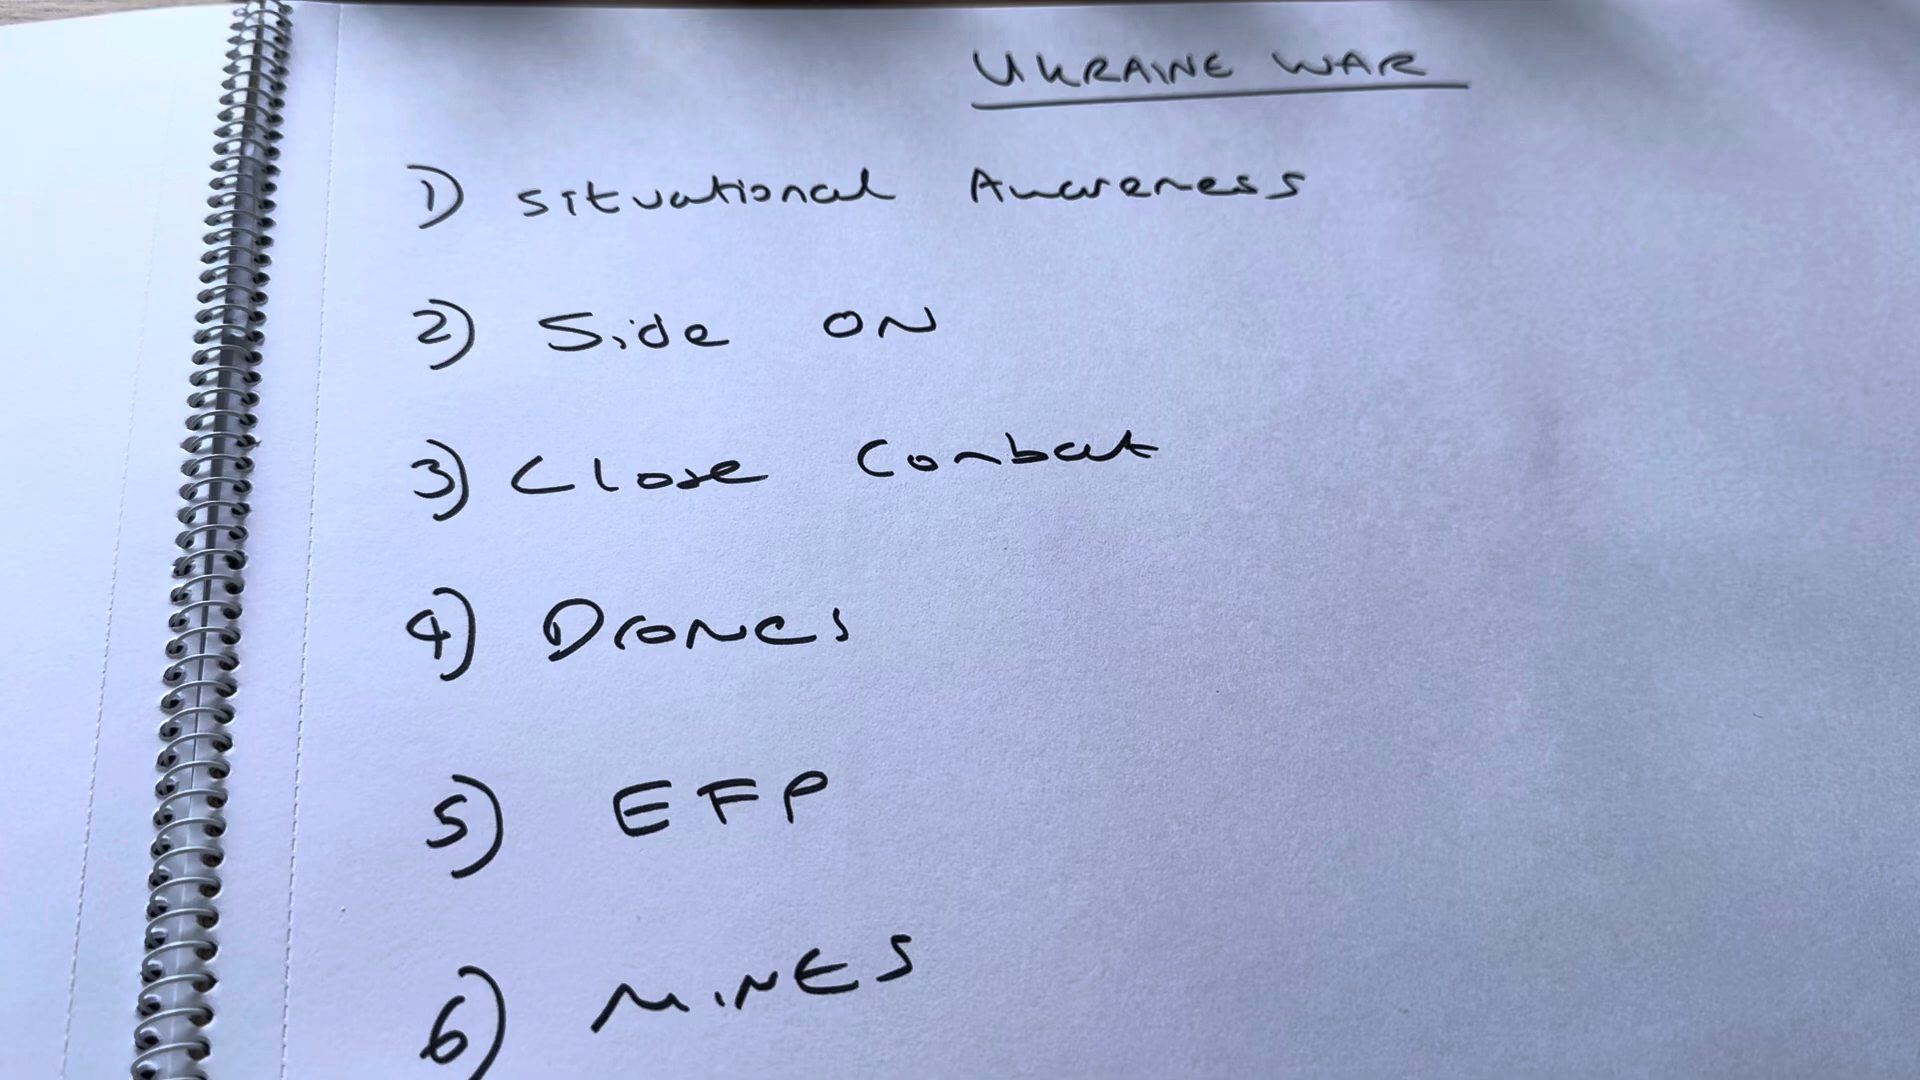 UKRAINE WAR
1) Situational Awareness
2) Side ON
3) Close Combat
4) Drones
5) EFP
6) MINES